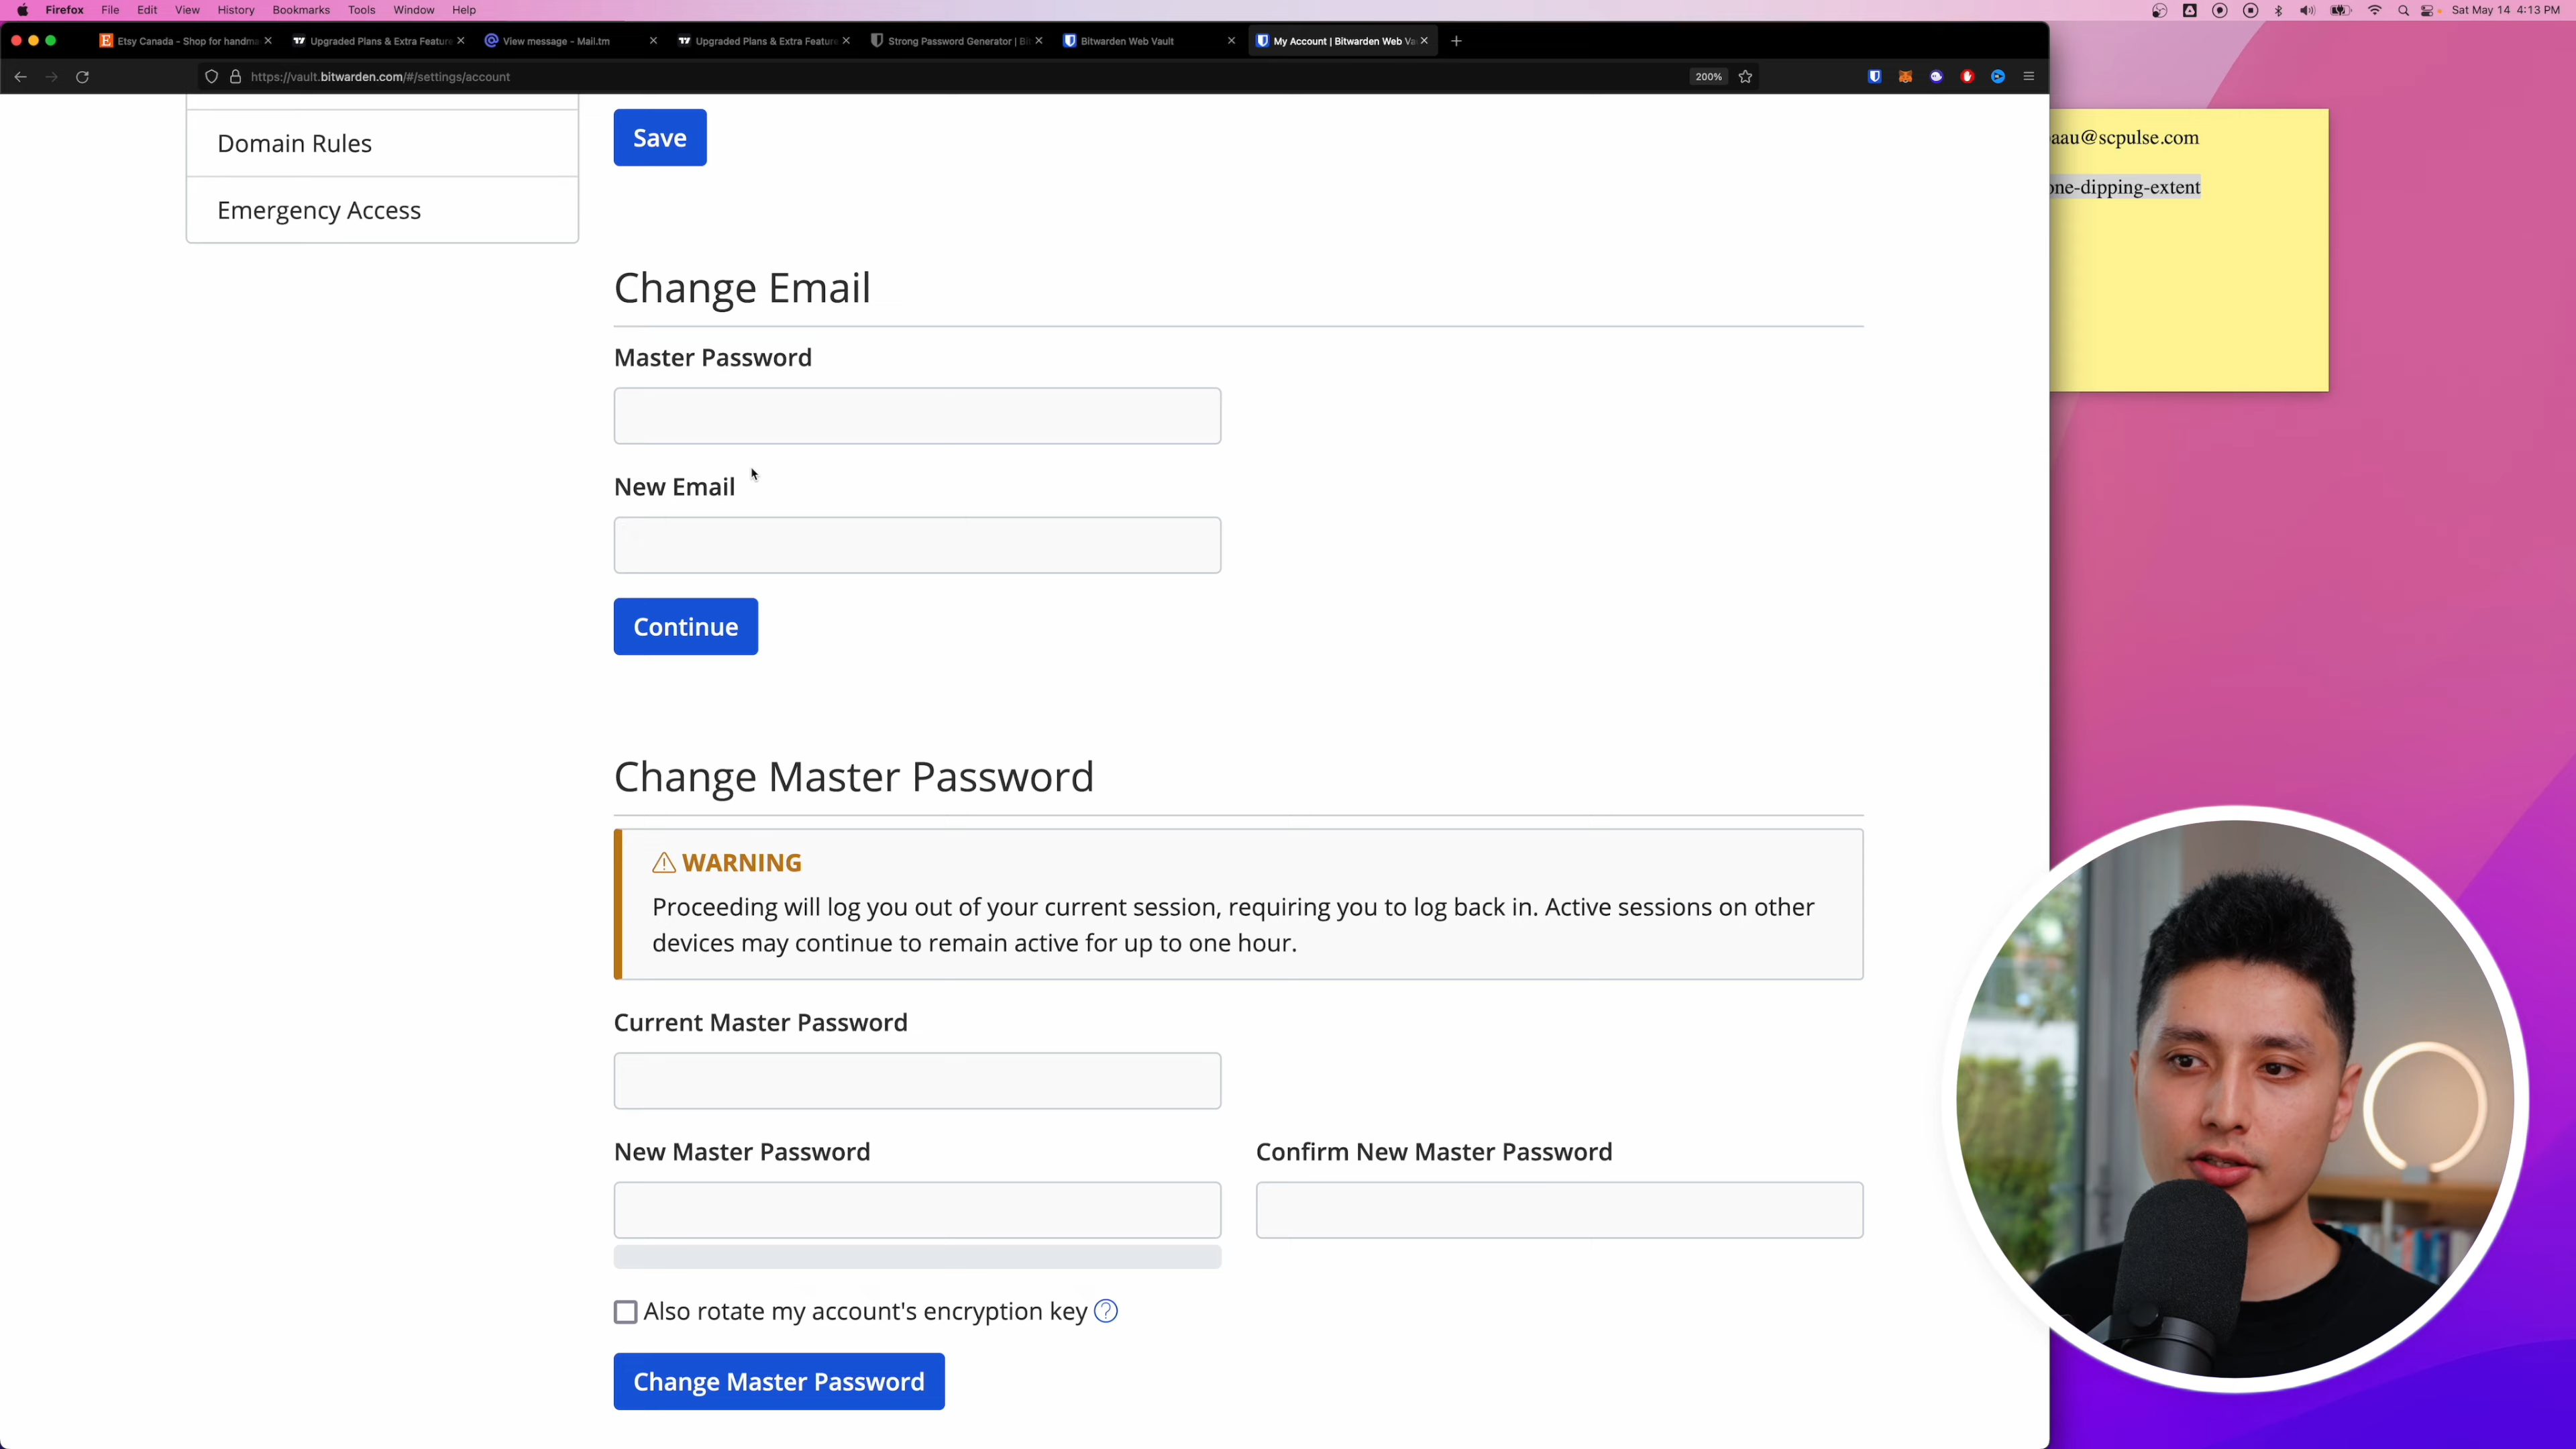 Firefox File Edit View History Bookmarks Tools Window Help
Sat May 14 4:13 PM
Etsy Canada - Shop for handma
Upgraded Plans & Extra Feature
View message - Mail.tm
Upgraded Plans & Extra Feature
Strong Password Generator | Bi
Bitwarden Web Vault
My Account | Bitwarden Web Va
https://vault.bitwarden.com/#/settings/account
200%
Domain Rules
Emergency Access
Save
Change Email
Master Password
New Email
Continue
Change Master Password
WARNING
Proceeding will log you out of your current session, requiring you to log back in. Active sessions on other
devices may continue to remain active for up to one hour.
Current Master Password
New Master Password
Confirm New Master Password
Also rotate my account's encryption key
Change Master Password
aau@scpulse.com
one-dipping-extent